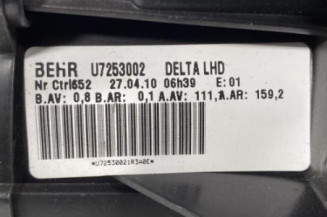 BEHR U7253002 DELTA LHD
Nr Ctrl652 27.04.10 06h39 E:01
B.AV: 0,8 B.AR: 0,1 A.AV: 111, A.AR: 159,2
*U72530021R3A0E*